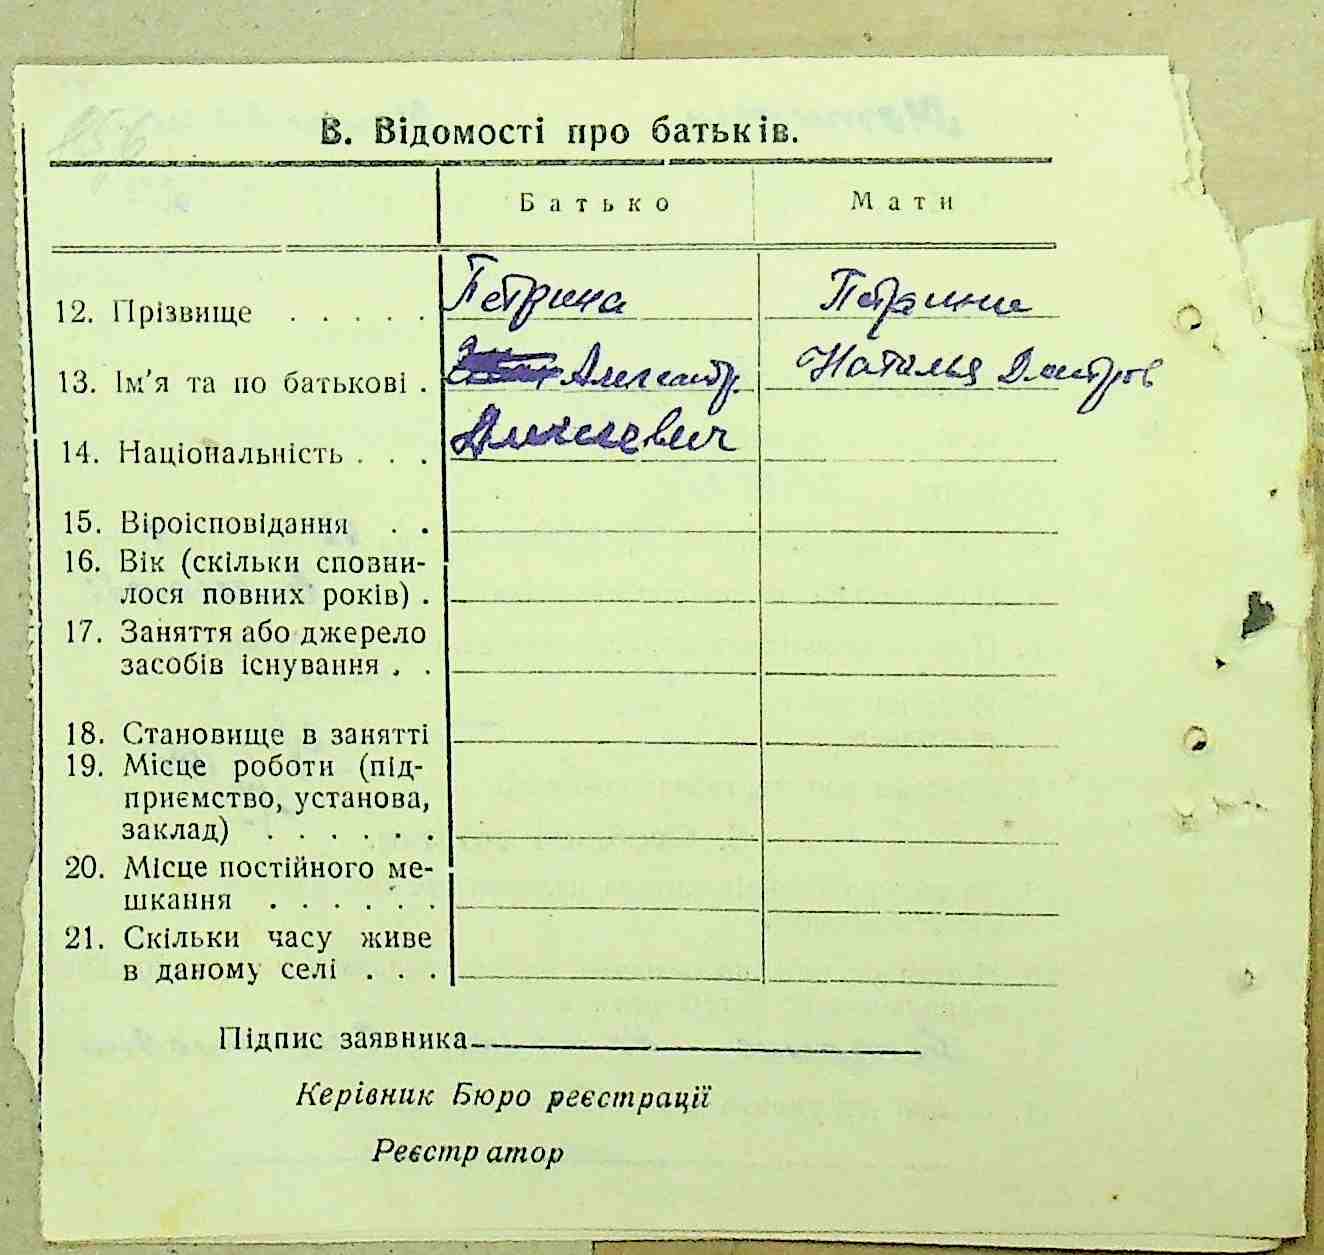 В. Відомості про батьків.
Батько Мати
12. Прізвище . . . . . Петрина Петрина
13. Ім'я та по батькові . Александр Наталья Дмитров
14. Національність . . . Алексеевич
15. Віроісповідання . .
16. Вік (скільки сповни-
лося повних років) .
17. Заняття або джерело
засобів існування . .
18. Становище в занятті
19. Місце роботи (під-
приємство, установа,
заклад) . . . . . .
20. Місце постійного ме-
шкання . . . . . .
21. Скільки часу живе
в даному селі . . .
Підпис заявника
Керівник Бюро реєстрації
Реєстратор